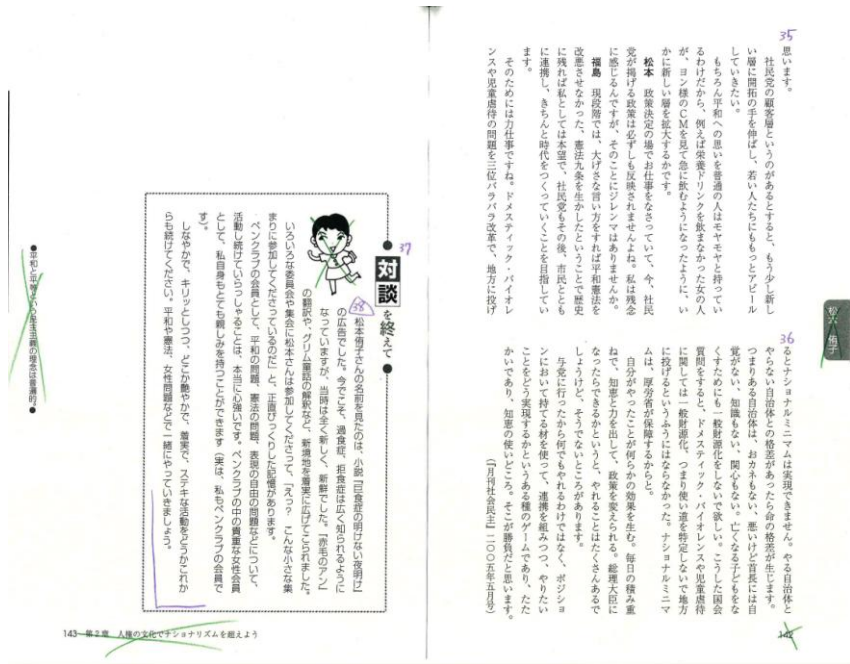 35
思います。
　社民党の顧客層というのがあるとすると、もう少し新し
い層に開拓の手を伸ばし、若い人たちにももっとアピール
していきたい。
　もちろん平和への思いを普通の人はモヤモヤと持ってい
るわけだから、例えば栄養ドリンクを飲まなかった女の人
が、ヨン様のCMを見て急に飲むようになったように、い
かに新しい層を拡大するかです。
松本　政策決定の場でお仕事をなさっていて、今、社民
党が掲げる政策は必ずしも反映されませんよね。私は残念
に感じるんですが、そのことにジレンマはありませんか。
福島　現段階では、大げさな言い方をすれば平和憲法を
改悪させなかった、憲法九条を生かしたということで歴史
に残れば私としては本望で、社民党もその後、市民ととも
に連携し、きちんと時代をつくっていくことを目指してい
ます。
　そのためには力仕事ですね。ドメスティック・バイオレ
ンスや児童虐待の問題を三位バラバラ改革で、地方に投げ
36
るとナショナルミニマムは実現できません。やる自治体と
やらない自治体との格差があったら命の格差が生じます。
つまりある自治体は、おカネもない、悪いけど首長には自
覚がない、知識もない、関心もない。亡くなる子どもをな
くすためにも一般財源化をしないで欲しい。こうした国会
質問をすると、ドメスティック・バイオレンスや児童虐待
に関しては一般財源化、つまり使い道を特定しないで地方
に投げるというふうにはならなかった。ナショナルミニマ
ムは、厚労省が保障するからと。
　自分がやったことが何らかの効果を生む。毎日の積み重
ねで、知恵と力を出して、政策を変えられる。総理大臣に
なったらできるかというと、やれることはたくさんあるで
しょうけど、そうでないところがあります。
　与党に行ったから何でもやれるわけではなく、ポジショ
ンにおいて持てる材を使って、連携を組みつつ、やりたい
ことをどう実現するかというある種のゲームであり、たた
かいであり、知恵の使いどころ。そこが勝負だと思います。
（『月刊社会民主』二〇〇五年五月号）
松本侑子
142
37
●対談を終えて●
38
松本侑子さんの名前を見たのは、小説『巨食症の明けない夜明け』
の広告でした。今でこそ、過食症、拒食症は広く知られるように
なっていますが、当時は全く新しく、新鮮でした。『赤毛のアン』
の翻訳や、グリム童話の解釈など、新境地を着実に広げてこられました。
　いろいろな委員会や集会に松本さんは参加してくださって、「えっ？　こんな小さな集
まりに参加してくださっているのだ」と、正直びっくりした記憶があります。
　ペンクラブの会員として、平和の問題、憲法の問題、表現の自由の問題などについて、
活動し続けていらっしゃることは、本当に心強いです。ペンクラブの中の貴重な女性会員
として、私自身もとても親しみを持つことができます（実は、私もペンクラブの会員で
す）。
　しなやかで、キリッとしつつ、どこか艶やかで、着実で、ステキな活動をどうかこれか
らも続けてください。平和や憲法、女性問題などで一緒にやっていきましょう。
●平和と平等という民主主義の理念は普遍的。●
143　第2章　人権の文化でナショナリズムを超えよう